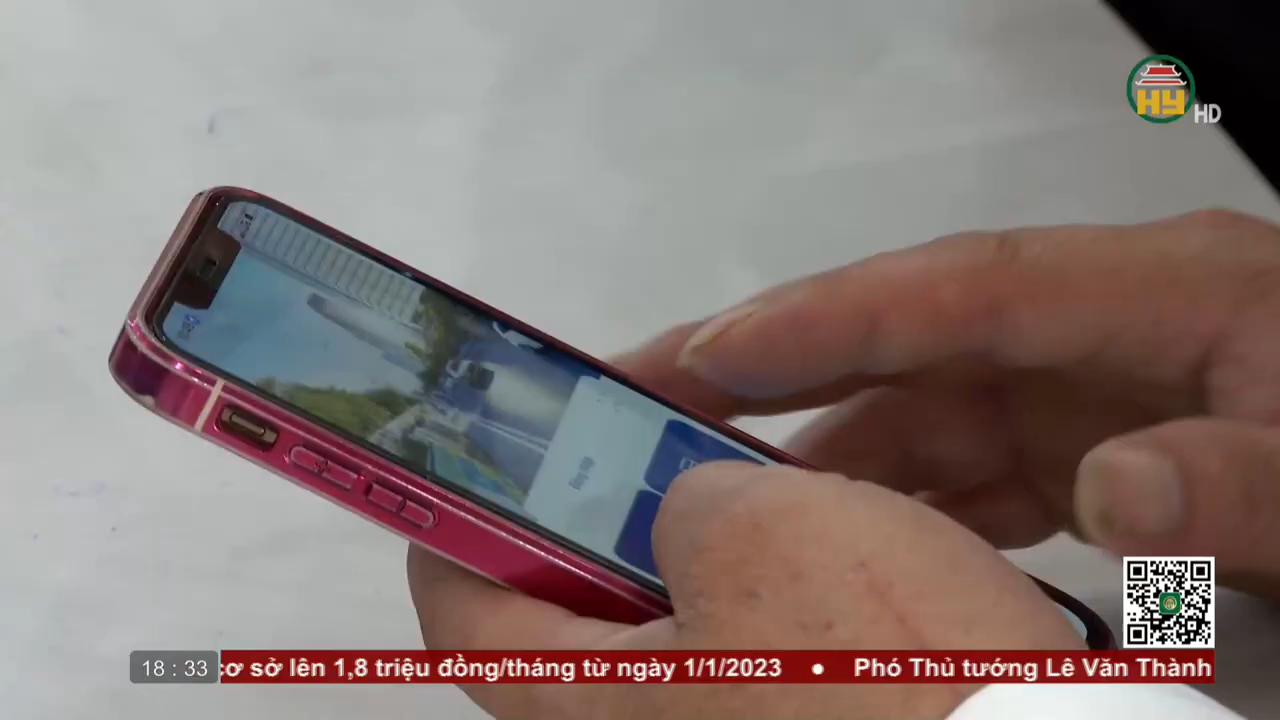 HY
HD
18 : 33
cơ sở lên 1,8 triệu đồng/tháng từ ngày 1/1/2023 • Phó Thủ tướng Lê Văn Thành